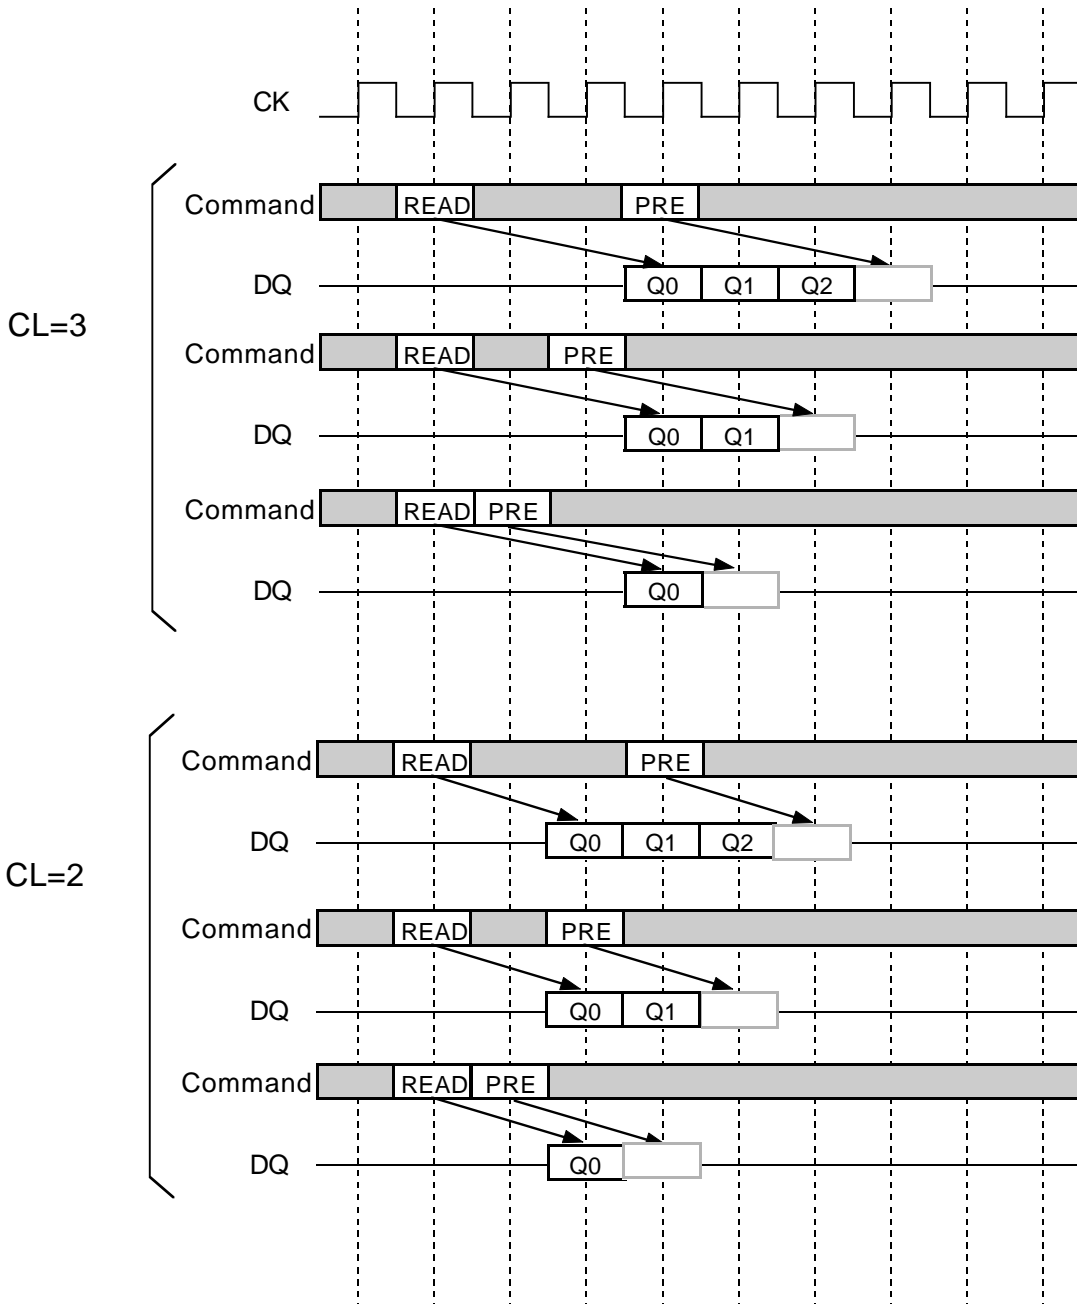 CK
Command READ PRE
DQ Q0 Q1 Q2
CL=3
Command READ PRE
DQ Q0 Q1
Command READ PRE
DQ Q0
Command READ PRE
DQ Q0 Q1 Q2
CL=2
Command READ PRE
DQ Q0 Q1
Command READ PRE
DQ Q0